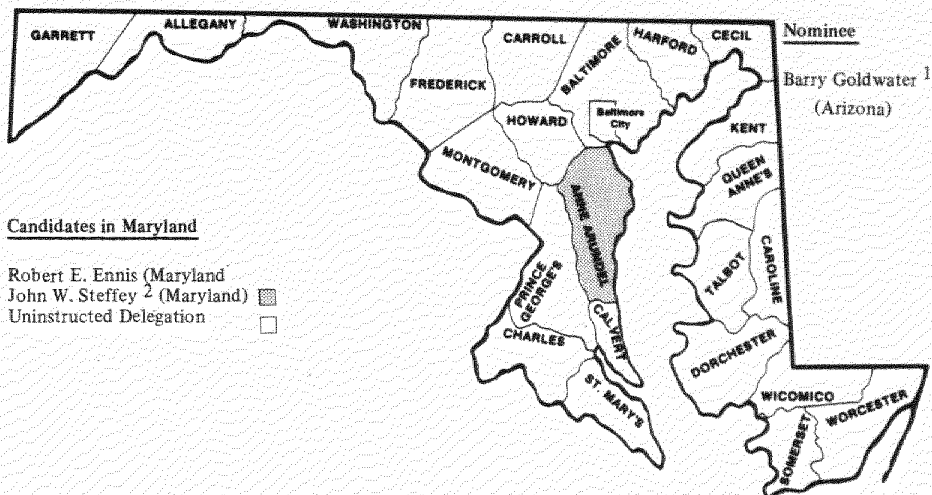 GARRETT
ALLEGANY
WASHINGTON
FREDERICK
CARROLL
BALTIMORE
HARFORD
CECIL
Nominee
Barry Goldwater 1
(Arizona)
HOWARD
Baltimore
City
KENT
MONTGOMERY
QUEEN
ANNE'S
ANNE ARUNDEL
Candidates in Maryland
Robert E. Ennis (Maryland
John W. Steffey 2 (Maryland)
Uninstructed Delegation
PRINCE
GEORGE'S
TALBOT
CAROLINE
CALVERT
CHARLES
DORCHESTER
ST. MARY'S
WICOMICO
WORCESTER
SOMERSET